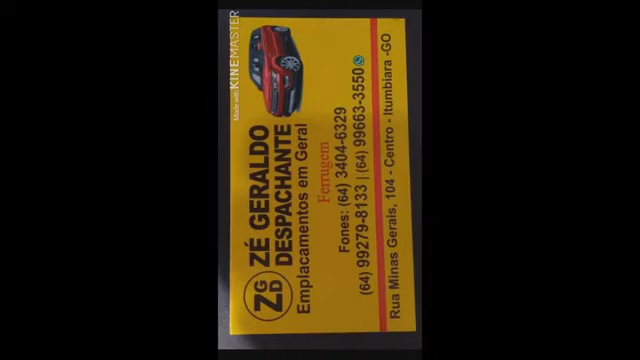 Made with KINEMASTER
ZGD
ZÉ GERALDO
DESPACHANTE
Emplacamentos em Geral
Ferrugem
Fones: (64) 3404-6329
(64) 99279-8133 | (64) 99663-3550
Rua Minas Gerais, 104 - Centro - Itumbiara -GO